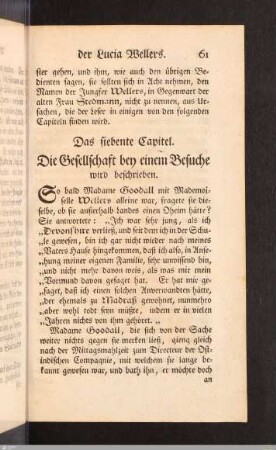 der Lucia Wellers. 61
ster gehen, und ihm, wie auch den übrigen Be-
dienten sagen, sie sollten sich in Acht nehmen, den
Namen der Jungfer Wellers, in Gegenwart der
alten Frau Stedmann, nicht zu nennen, aus Ur-
sachen, die der Leser in einigen von den folgenden
Capiteln finden wird.
Das siebente Capitel.
Die Gesellschaft bey einem Besuche
wird beschrieben.
So bald Madame Goodall mit Mademoi-
selle Wellers alleine war, fragete sie die-
selbe, ob sie außerhalb Landes einen Oheim hätte?
Sie antwortete: „Ich war sehr jung, als ich
„Devonshire verließ, und seit dem ich in der Schu-
„le gewesen, bin ich gar nicht wieder nach meines
„Vaters Hause hingekommen, daß ich also, in Anse-
„hung meiner eigenen Familie, sehr unwissend bin,
„und nicht mehr davon weis, als was mir mein
„Vormund davon gesagt hat. Er hat mir ge-
„saget, daß ich einen solchen Anverwandten hätte,
„der ehemals zu Madraß gewohnet, nunmehro
„aber wohl todt seyn müßte, indem er in vielen
„Jahren nichts von ihm gehöret. „
Madame Goodall, die sich von der Sache
weiter nichts gegen sie merken ließ, gieng gleich
nach der Mittagsmahlzeit zum Directeur der Ost-
indischen Compagnie, mit welchem sie lange be-
kannt gewesen war, und bath ihn, er möchte doch
an